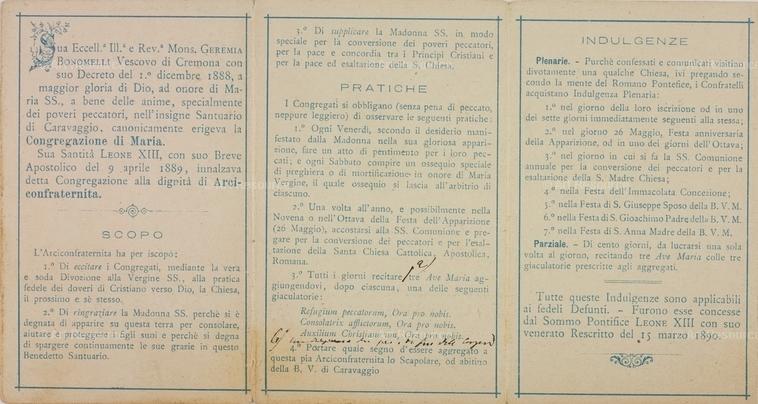 Sua Eccell.ª Ill.ª e Rev.ª Mons. GEREMIA
BONOMELLI Vescovo di Cremona con
suo Decreto del 1.º dicembre 1888, a
maggior gloria di Dio, ad onore di Ma-
ria SS., a bene delle anime, specialmente
dei poveri peccatori, nell'insigne Santuario
di Caravaggio, canonicamente erigeva la
Congregazione di Maria.
Sua Santità LEONE XIII, con suo Breve
Apostolico del 9 aprile 1889, innalzava
detta Congregazione alla dignità di Arci-
confraternita.
SCOPO
L'Arciconfraternita ha per iscopo:
1.º Di eccitare i Congregati, mediante la vera
e soda Divozione alla Vergine SS., alla pratica
fedele dei doveri di Cristiano verso Dio, la Chiesa,
il prossimo e sè stesso.
2.º Di ringraziare la Madonna SS. perchè si è
degnata di apparire su questa terra per consolare,
aiutare e proteggere i figli suoi e perchè si degna
di spargere continuamente le sue grazie in questo
Benedetto Santuario.
3.º Di supplicare la Madonna SS. in modo
speciale per la conversione dei poveri peccatori,
per la pace e concordia tra i Principi Cristiani e
per la pace ed esaltazione della S. Chiesa.
PRATICHE
I Congregati si obbligano (senza pena di peccato,
neppure leggiero) di osservare le seguenti pratiche:
1.º Ogni Venerdì, secondo il desiderio mani-
festato dalla Madonna nella sua gloriosa appari-
zione, fare un atto di pentimento per i loro pec-
cati; e ogni Sabbato compire un ossequio speciale
di preghiera o di mortificazione in onore di Maria
Vergine, il quale ossequio si lascia all'arbitrio di
ciascuno.
2.º Una volta all'anno, e possibilmente nella
Novena o nell'Ottava della Festa dell'Apparizione
(26 Maggio), accostarsi alla SS. Comunione e pre-
gare per la conversione dei peccatori e per l'esal-
tazione della Santa Chiesa Cattolica, Apostolica,
Romana.
3.º Tutti i giorni recitare tre Ave Maria ag-
giungendovi, dopo ciascuna, una delle seguenti
giaculatorie:
Refugium peccatorum, Ora pro nobis.
Consolatrix afflictorum, Ora pro nobis.
Auxilium Christianorum, Ora pro nobis.
4.º Portare quale segno d'essere aggregato a
questa pia Arciconfraternita lo Scapolare, od abitino
della B. V. di Caravaggio
INDULGENZE
Plenarie. - Purchè confessati e comunicati visitino
divotamente una qualche Chiesa, ivi pregando se-
condo la mente del Romano Pontefice, i Confratelli
acquistano Indulgenza Plenaria:
1.º nel giorno della loro iscrizione od in uno
dei sette giorni immediatamente seguenti alla stessa;
2.º nel giorno 26 Maggio, Festa anniversaria
della Apparizione, od in uno dei giorni dell'Ottava;
3.º nel giorno in cui si fa la SS. Comunione
annuale per la conversione dei peccatori e per la
esaltazione della S. Madre Chiesa;
4.º nella Festa dell'Immacolata Concezione;
5.º nella Festa di S. Giuseppe Sposo della B. V. M.
6.º nella Festa di S. Gioachimo Padre della B. V. M.
7.º nella Festa di S. Anna Madre della B. V. M.
Parziale. - Di cento giorni, da lucrarsi una sol
volta al giorno, recitando tre Ave Maria colle tre
giaculatorie prescritte agli aggregati.
Tutte queste Indulgenze sono applicabili
ai fedeli Defunti. - Furono esse concesse
dal Sommo Pontefice LEONE XIII con suo
venerato Rescritto del 15 marzo 1890.